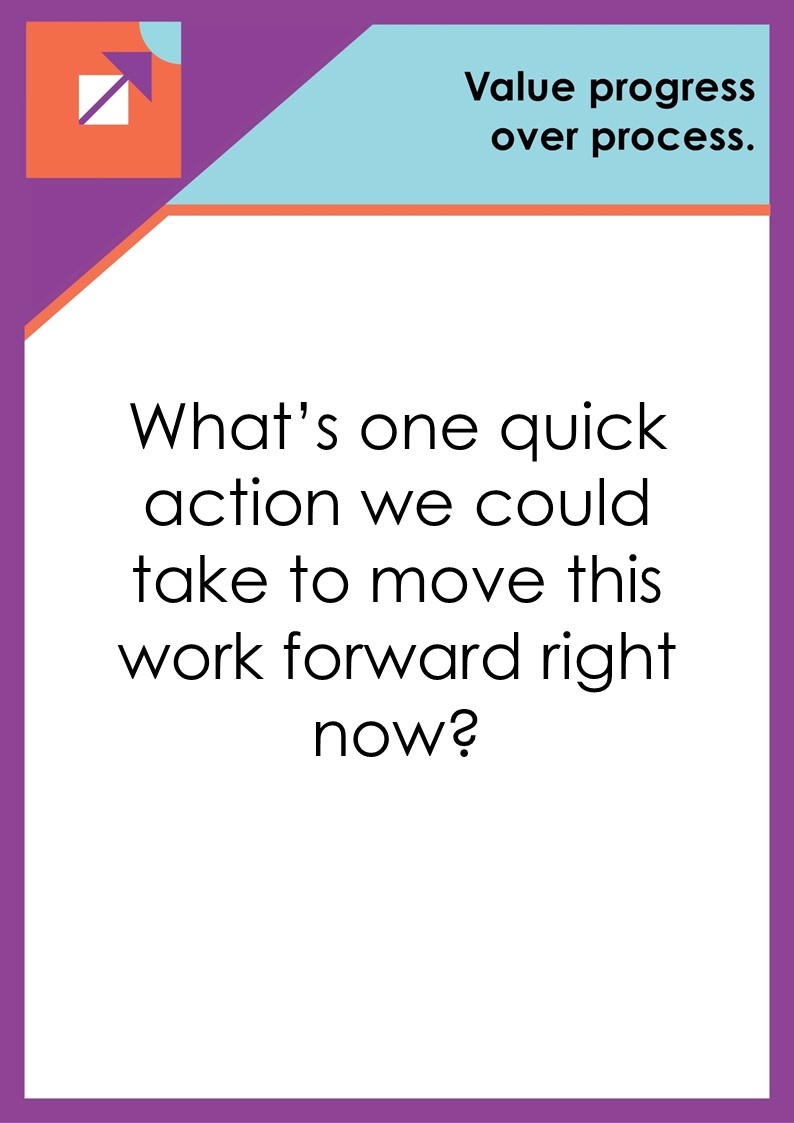 Value progress
over process.
What’s one quick
action we could
take to move this
work forward right
now?